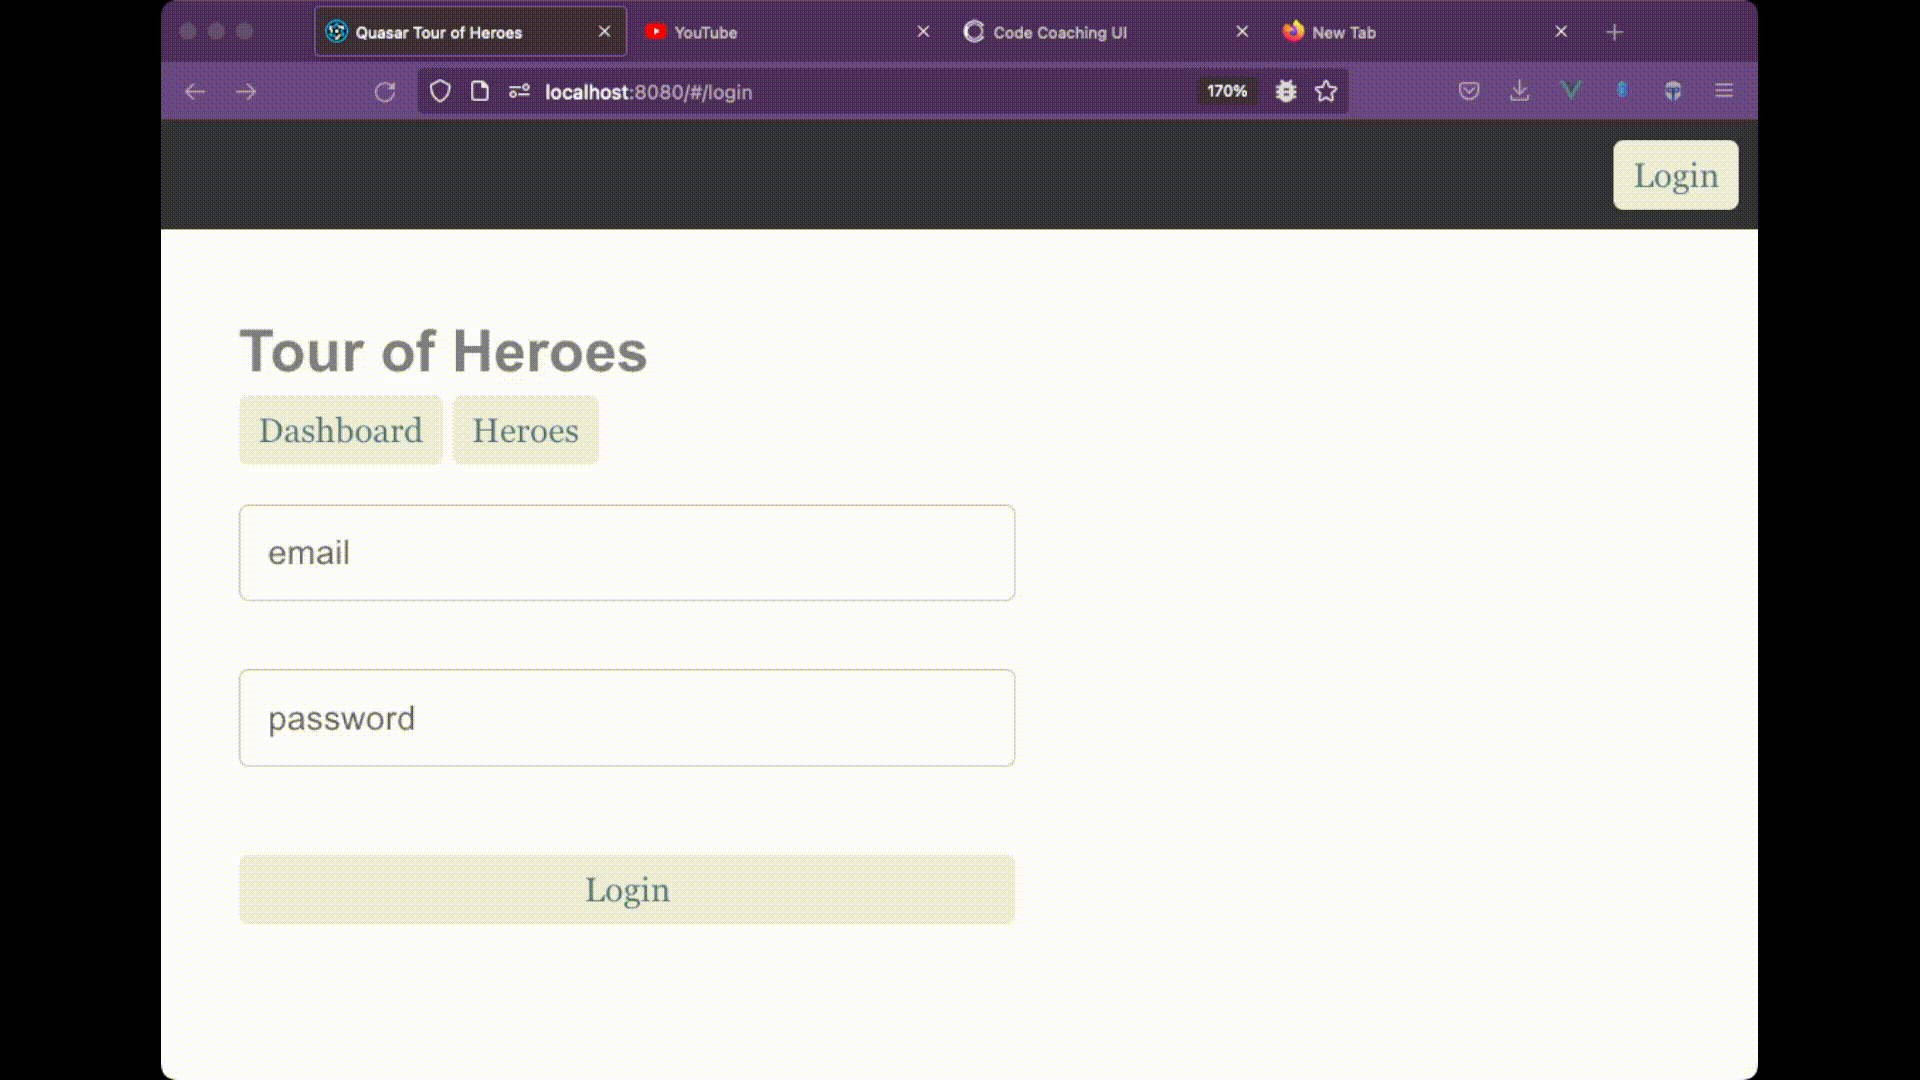 Quasar Tour of Heroes
YouTube
Code Coaching UI
New Tab
localhost:8080/#/login
170%
Login
Tour of Heroes
Dashboard
Heroes
email
password
Login